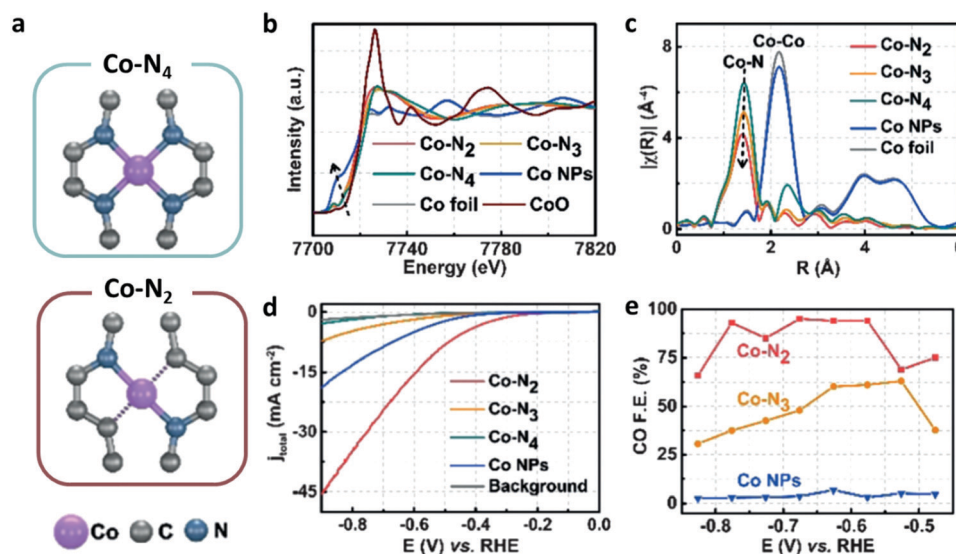 a
Co-N₄
Co-N₂
Co
C
N
b
Intensity (a.u.)
Co-N₂
Co-N₃
Co-N₄
Co NPs
Co foil
CoO
7700
7740
7780
7820
Energy (eV)
c
Co-Co
Co-N
Co-N₂
Co-N₃
Co-N₄
Co NPs
Co foil
|χ(R)| (Å⁻⁴)
8
4
0
0
2
4
6
R (Å)
d
0
-15
-30
-45
j_total (mA cm⁻²)
Co-N₂
Co-N₃
Co-N₄
Co NPs
Background
-0.8
-0.6
-0.4
-0.2
0.0
E (V) vs. RHE
e
100
75
50
25
0
CO F.E. (%)
Co-N₂
Co-N₃
Co NPs
-0.8
-0.7
-0.6
-0.5
E (V) vs. RHE